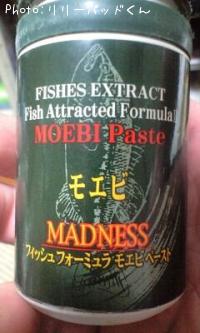 Photo:リリーパッドくん
FISHES EXTRACT
Fish Attracted Formula
MOEBI Paste
モエビ
MADNESS
フィッシュ フォーミュラ モエビ ペースト